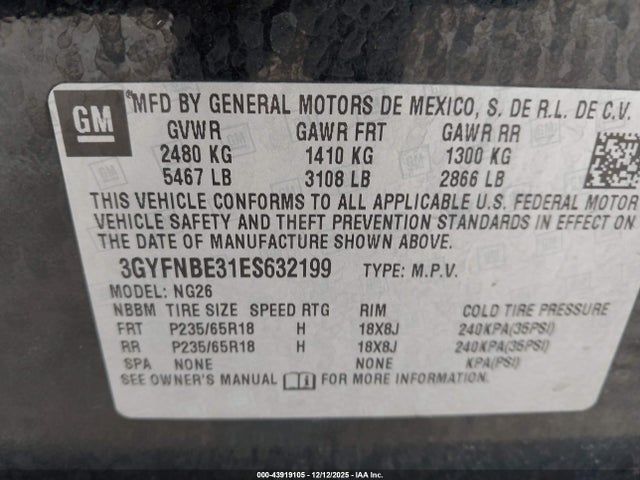 GM
MFD BY GENERAL MOTORS DE MEXICO, S. DE R.L. DE C.V.
GVWR GAWR FRT GAWR RR
2480 KG 1410 KG 1300 KG
5467 LB 3108 LB 2866 LB
THIS VEHICLE CONFORMS TO ALL APPLICABLE U.S. FEDERAL MOTOR
VEHICLE SAFETY AND THEFT PREVENTION STANDARDS IN EFFECT ON
THE DATE OF MANUFACTURE SHOWN ABOVE.
3GYFNBE31ES632199 TYPE: M.P.V.
MODEL: NG26
NBBM TIRE SIZE SPEED RTG RIM COLD TIRE PRESSURE
FRT P235/65R18 H 18X8J 240KPA(35PSI)
RR P235/65R18 H 18X8J 240KPA(35PSI)
SPA NONE NONE KPA(PSI)
SEE OWNER'S MANUAL FOR MORE INFORMATION.
000-43919105 - 12/12/2025 - IAA Inc.